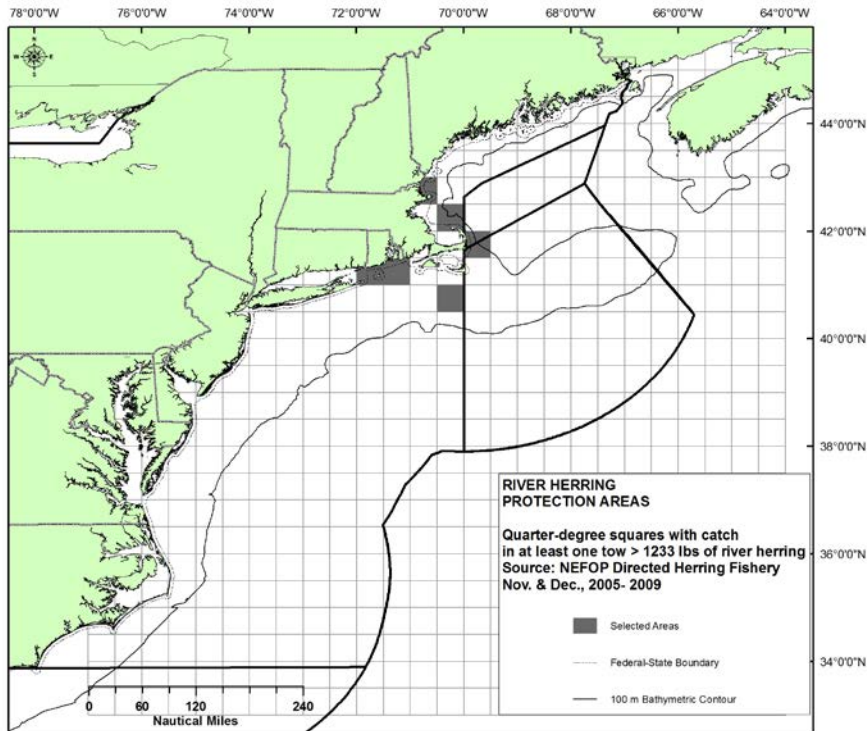 78°0'0"W 76°0'0"W 74°0'0"W 72°0'0"W 70°0'0"W 68°0'0"W 66°0'0"W 64°0'0"W
N
W E
S
44°0'0"N
42°0'0"N
40°0'0"N
38°0'0"N
RIVER HERRING
PROTECTION AREAS
Quarter-degree squares with catch
in at least one tow > 1233 lbs of river herring
Source: NEFOP Directed Herring Fishery
Nov. & Dec., 2005- 2009
36°0'0"N
Selected Areas
Federal-State Boundary
34°0'0"N
100 m Bathymetric Contour
0 60 120 240
Nautical Miles